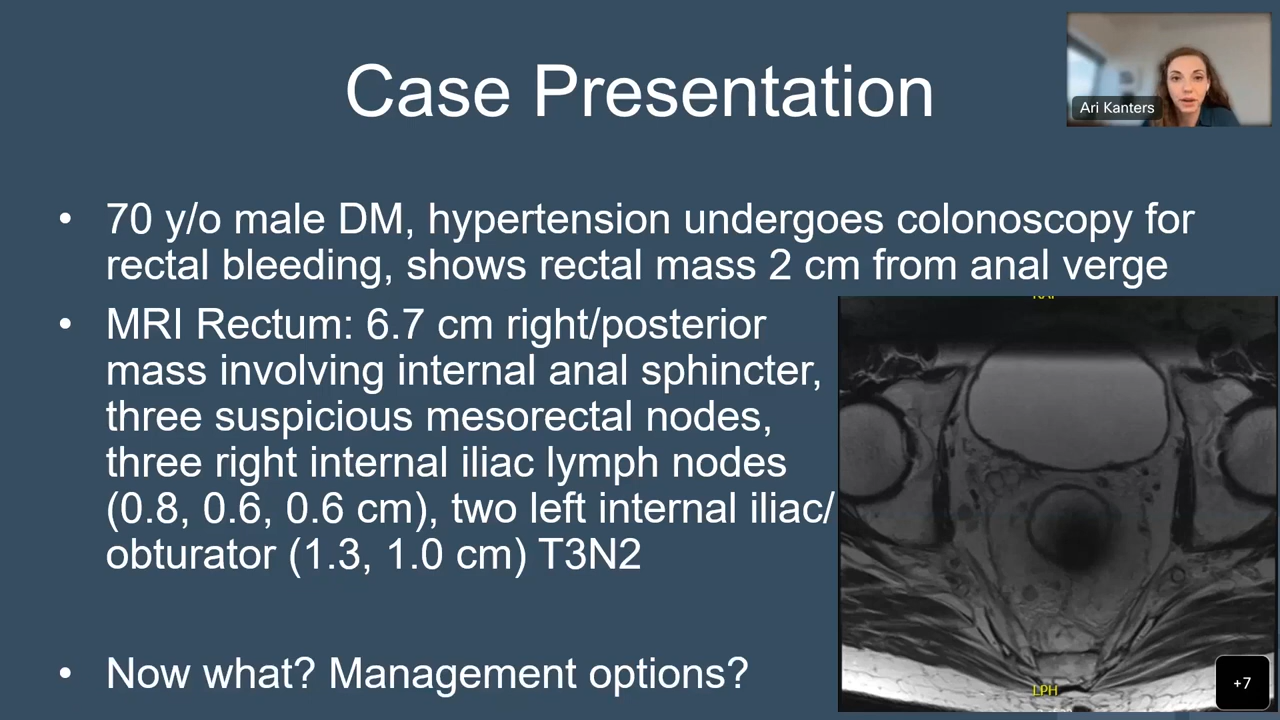 Case Presentation
Ari Kanters
• 70 y/o male DM, hypertension undergoes colonoscopy for
rectal bleeding, shows rectal mass 2 cm from anal verge
• MRI Rectum: 6.7 cm right/posterior
mass involving internal anal sphincter,
three suspicious mesorectal nodes,
three right internal iliac lymph nodes
(0.8, 0.6, 0.6 cm), two left internal iliac/
obturator (1.3, 1.0 cm) T3N2
• Now what? Management options?
LPH
+7